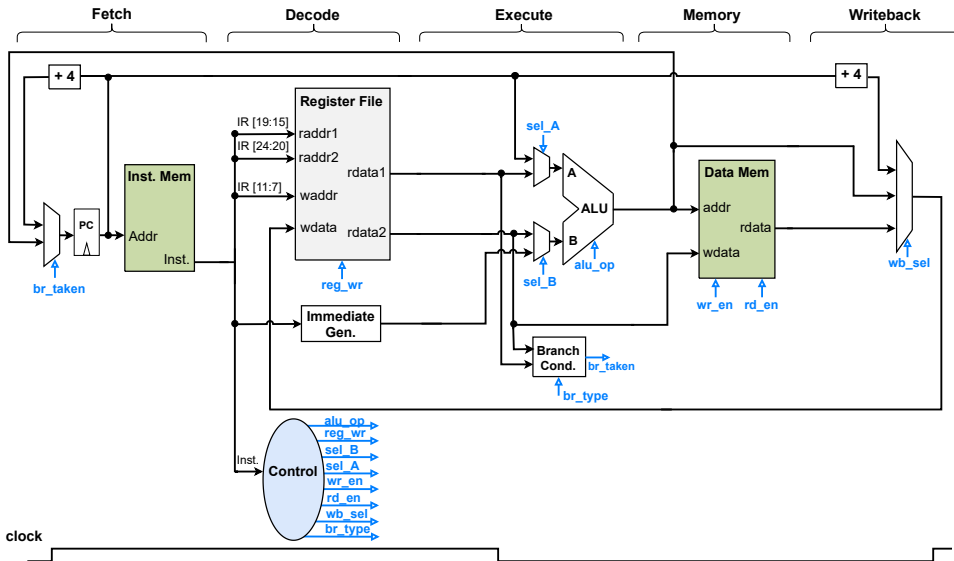 Fetch
Decode
Execute
Memory
Writeback
+ 4
+ 4
Register File
IR [19:15]
raddr1
IR [24:20]
raddr2
rdata1
IR [11:7]
waddr
wdata
rdata2
reg_wr
Inst. Mem
Addr
Inst.
PC
br_taken
sel_A
A
ALU
B
sel_B
alu_op
Data Mem
addr
rdata
wdata
wr_en
rd_en
wb_sel
Immediate
Gen.
Branch
Cond.
br_taken
br_type
Inst.
Control
alu_op
reg_wr
sel_B
sel_A
wr_en
rd_en
wb_sel
br_type
clock